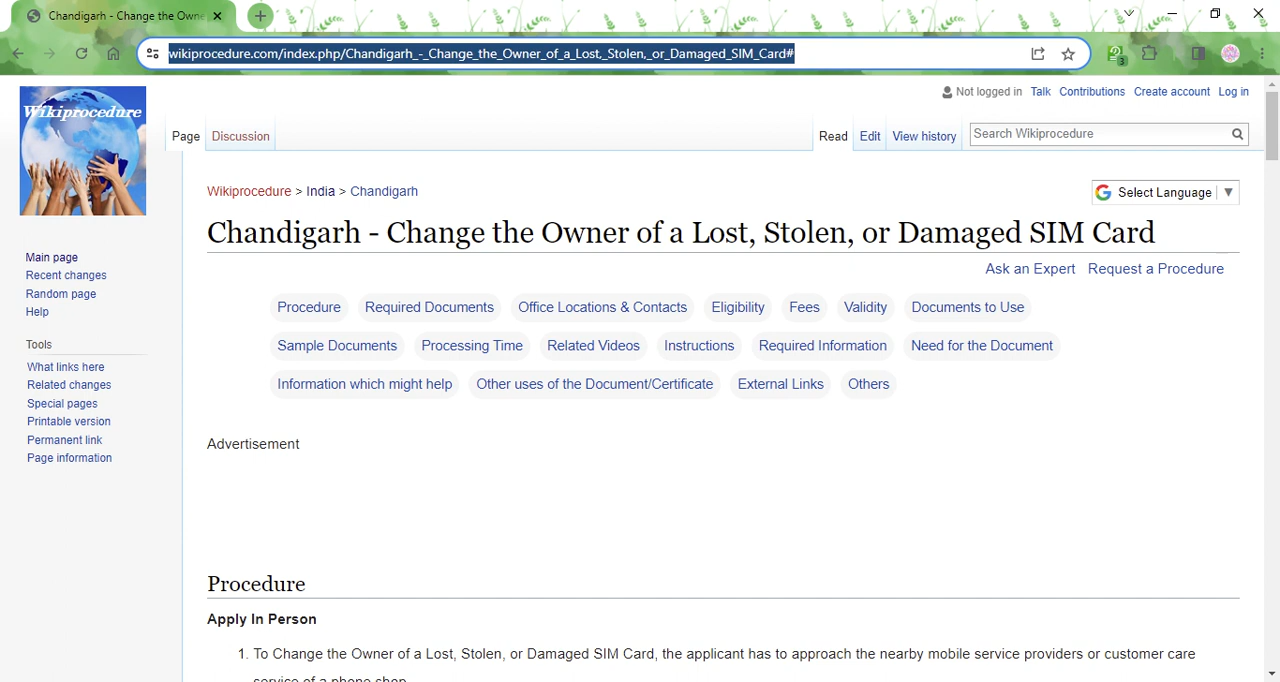 Chandigarh - Change the Owne
wikiprocedure.com/index.php/Chandigarh_-_Change_the_Owner_of_a_Lost,_Stolen,_or_Damaged_SIM_Card#
3
Not logged in Talk Contributions Create account Log in
Wikiprocedure
Page Discussion Read Edit View history Search Wikiprocedure
Wikiprocedure > India > Chandigarh
Select Language ▼
Chandigarh - Change the Owner of a Lost, Stolen, or Damaged SIM Card
Ask an Expert Request a Procedure
Main page
Recent changes
Random page
Help
Tools
What links here
Related changes
Special pages
Printable version
Permanent link
Page information
Procedure Required Documents Office Locations & Contacts Eligibility Fees Validity Documents to Use
Sample Documents Processing Time Related Videos Instructions Required Information Need for the Document
Information which might help Other uses of the Document/Certificate External Links Others
Advertisement
Procedure
Apply In Person
1. To Change the Owner of a Lost, Stolen, or Damaged SIM Card, the applicant has to approach the nearby mobile service providers or customer care
service of a phone shop